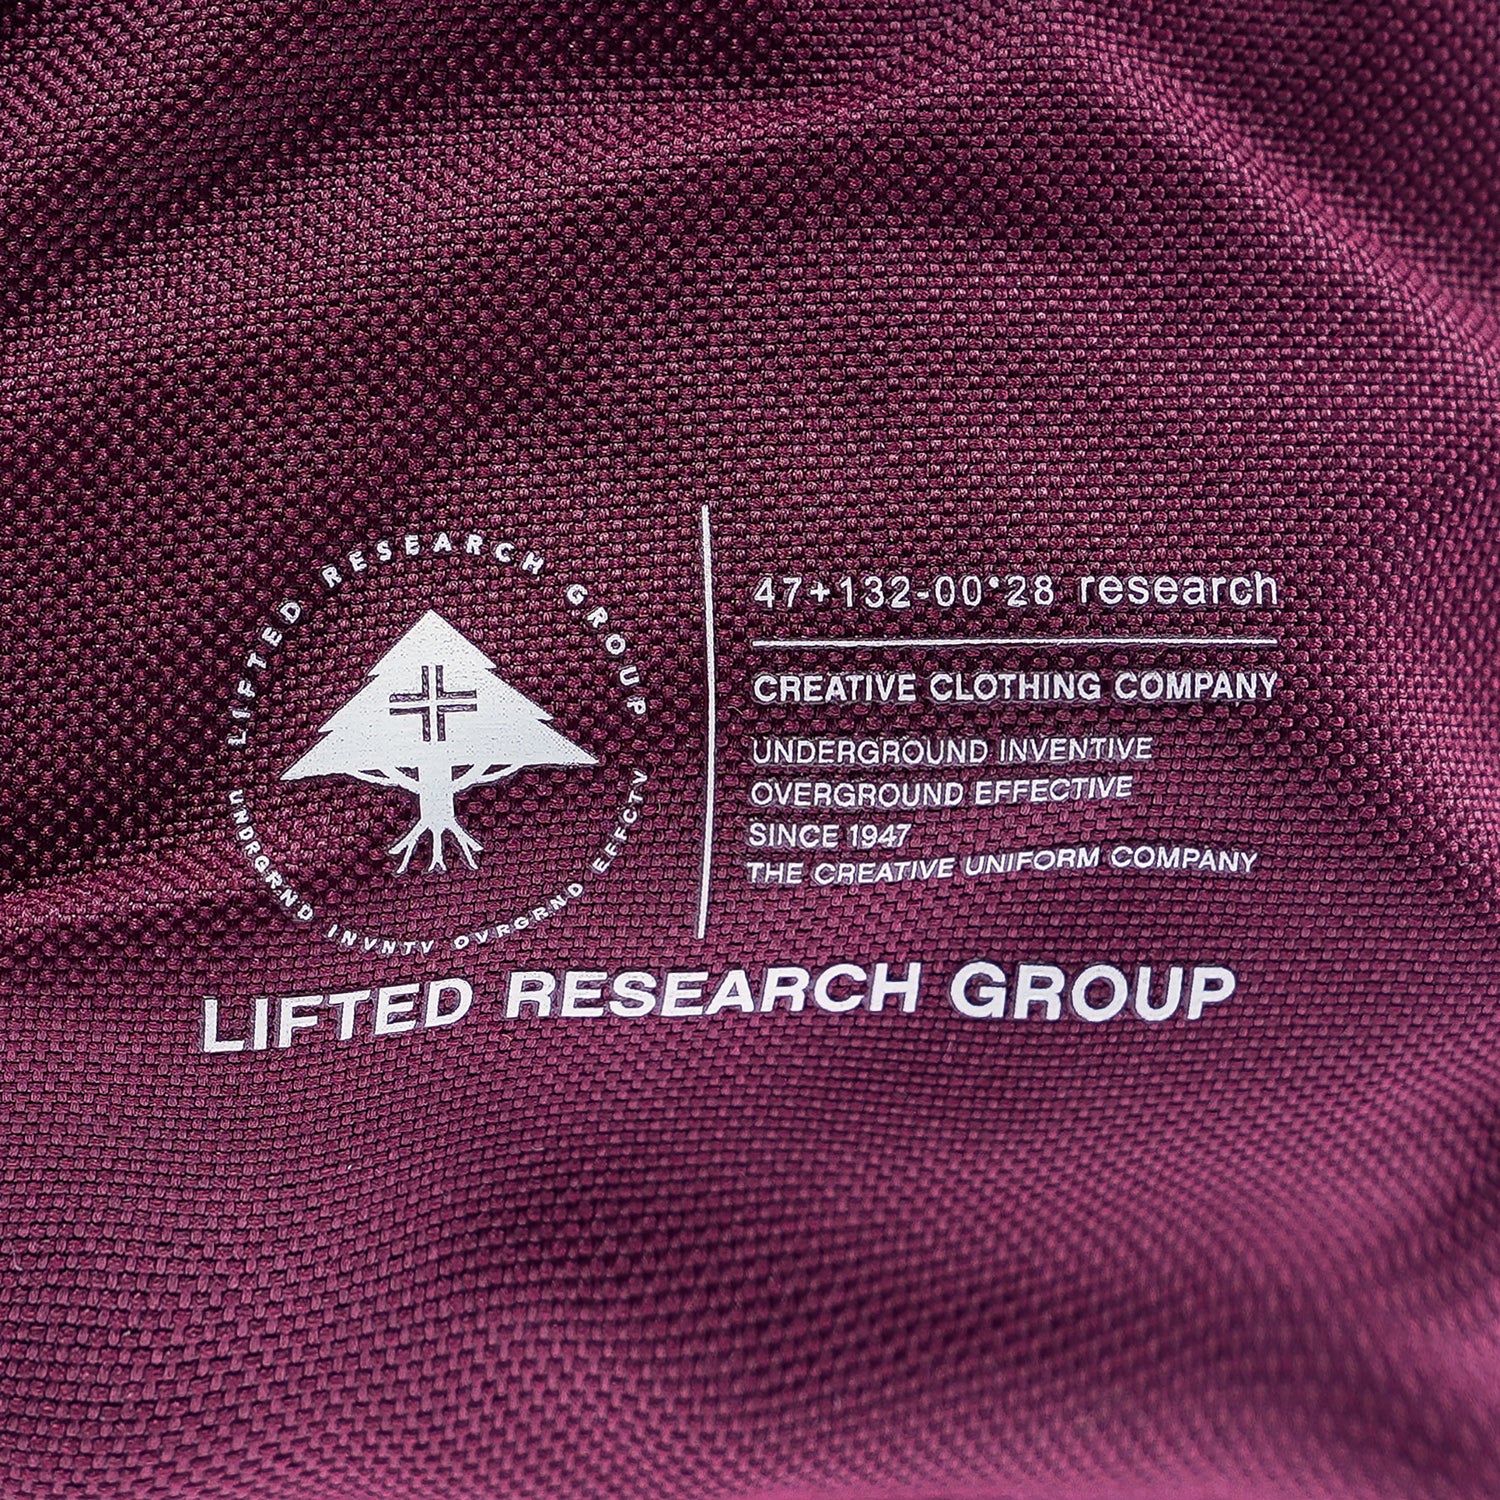 LIFTED RESEARCH GROUP
UNDRGRND INVNTV OVRGRND EFFCTV
47+132-00•28 research
CREATIVE CLOTHING COMPANY
UNDERGROUND INVENTIVE
OVERGROUND EFFECTIVE
SINCE 1947
THE CREATIVE UNIFORM COMPANY
LIFTED RESEARCH GROUP